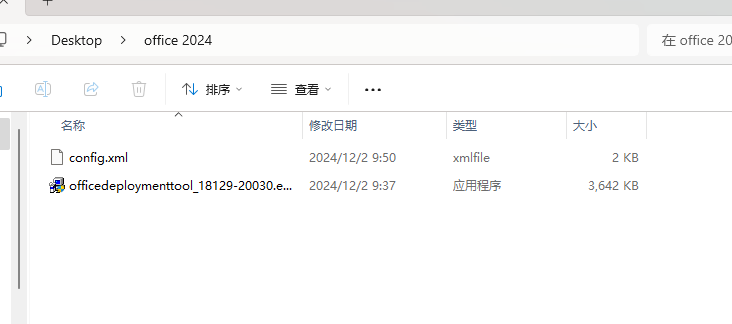 Desktop > office 2024
在 office 20
排序
查看
名称 修改日期 类型 大小
config.xml 2024/12/2 9:50 xmlfile 2 KB
officedeploymenttool_18129-20030.e... 2024/12/2 9:37 应用程序 3,642 KB